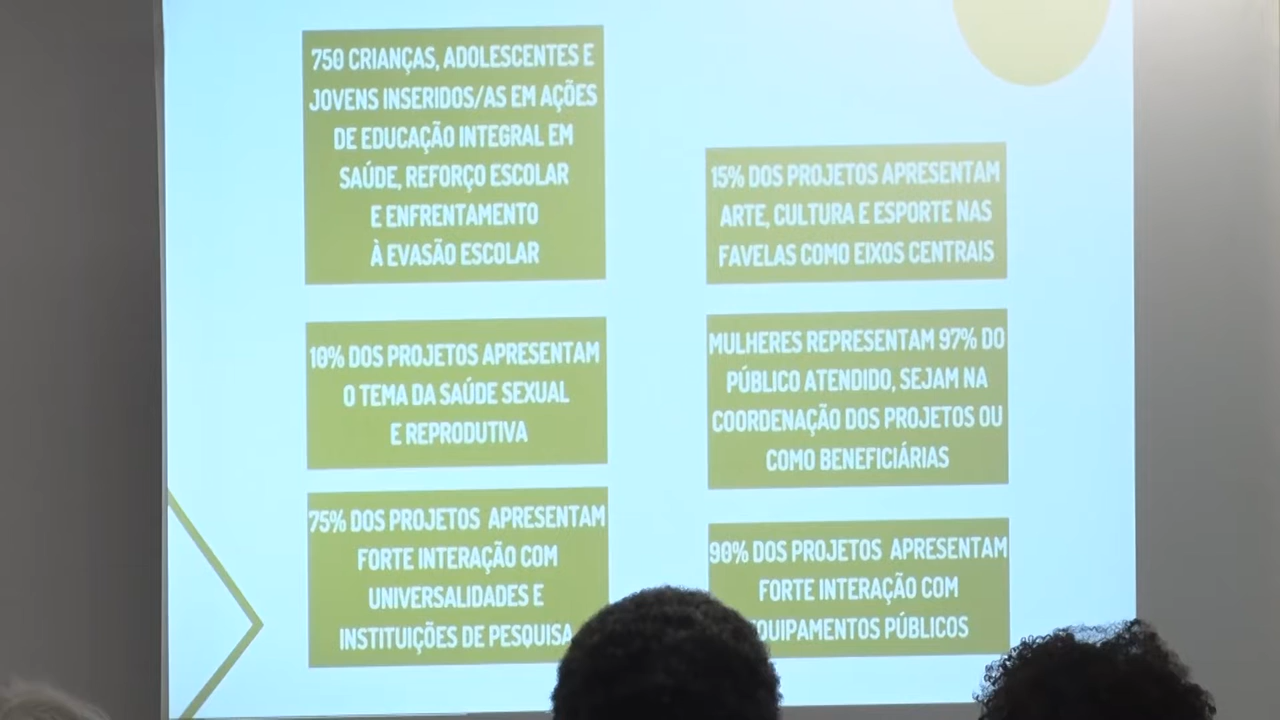 750 CRIANÇAS, ADOLESCENTES E
JOVENS INSERIDOS/AS EM AÇÕES
DE EDUCAÇÃO INTEGRAL EM
SAÚDE, REFORÇO ESCOLAR
E ENFRENTAMENTO
À EVASÃO ESCOLAR
10% DOS PROJETOS APRESENTAM
O TEMA DA SAÚDE SEXUAL
E REPRODUTIVA
75% DOS PROJETOS APRESENTAM
FORTE INTERAÇÃO COM
UNIVERSALIDADES E
INSTITUIÇÕES DE PESQUISA
15% DOS PROJETOS APRESENTAM
ARTE, CULTURA E ESPORTE NAS
FAVELAS COMO EIXOS CENTRAIS
MULHERES REPRESENTAM 97% DO
PÚBLICO ATENDIDO, SEJAM NA
COORDENAÇÃO DOS PROJETOS OU
COMO BENEFICIÁRIAS
90% DOS PROJETOS APRESENTAM
FORTE INTERAÇÃO COM
QUIPAMENTOS PÚBLICOS